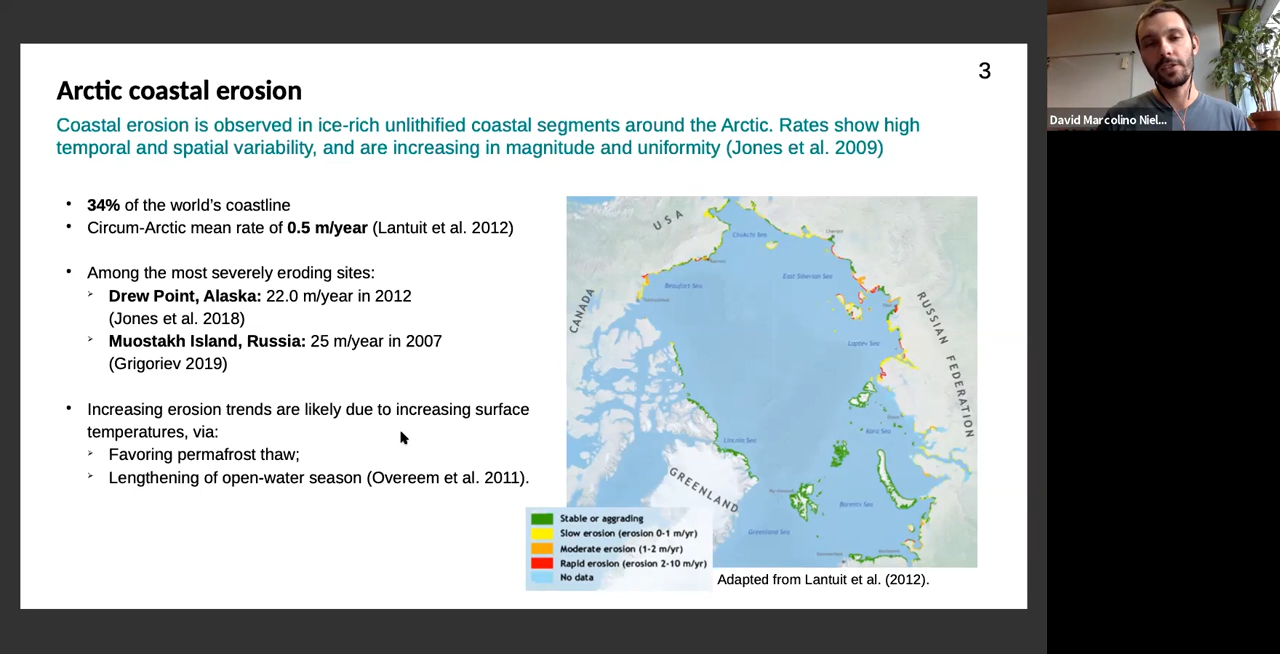 3
Arctic coastal erosion
Coastal erosion is observed in ice-rich unlithified coastal segments around the Arctic. Rates show high
temporal and spatial variability, and are increasing in magnitude and uniformity (Jones et al. 2009)
• 34% of the world's coastline
• Circum-Arctic mean rate of 0.5 m/year (Lantuit et al. 2012)
• Among the most severely eroding sites:
Drew Point, Alaska: 22.0 m/year in 2012
(Jones et al. 2018)
Muostakh Island, Russia: 25 m/year in 2007
(Grigoriev 2019)
• Increasing erosion trends are likely due to increasing surface
temperatures, via:
Favoring permafrost thaw;
Lengthening of open-water season (Overeem et al. 2011).
USA
Chukchi Sea
East Siberian Sea
Beaufort Sea
CANADA
RUSSIAN FEDERATION
Laptev Sea
Kara Sea
Lincoln Sea
GREENLAND
Barents Sea
Greenland Sea
Stable or aggrading
Slow erosion (erosion 0-1 m/yr)
Moderate erosion (1-2 m/yr)
Rapid erosion (erosion 2-10 m/yr)
No data
Adapted from Lantuit et al. (2012).
David Marcolino Niel...